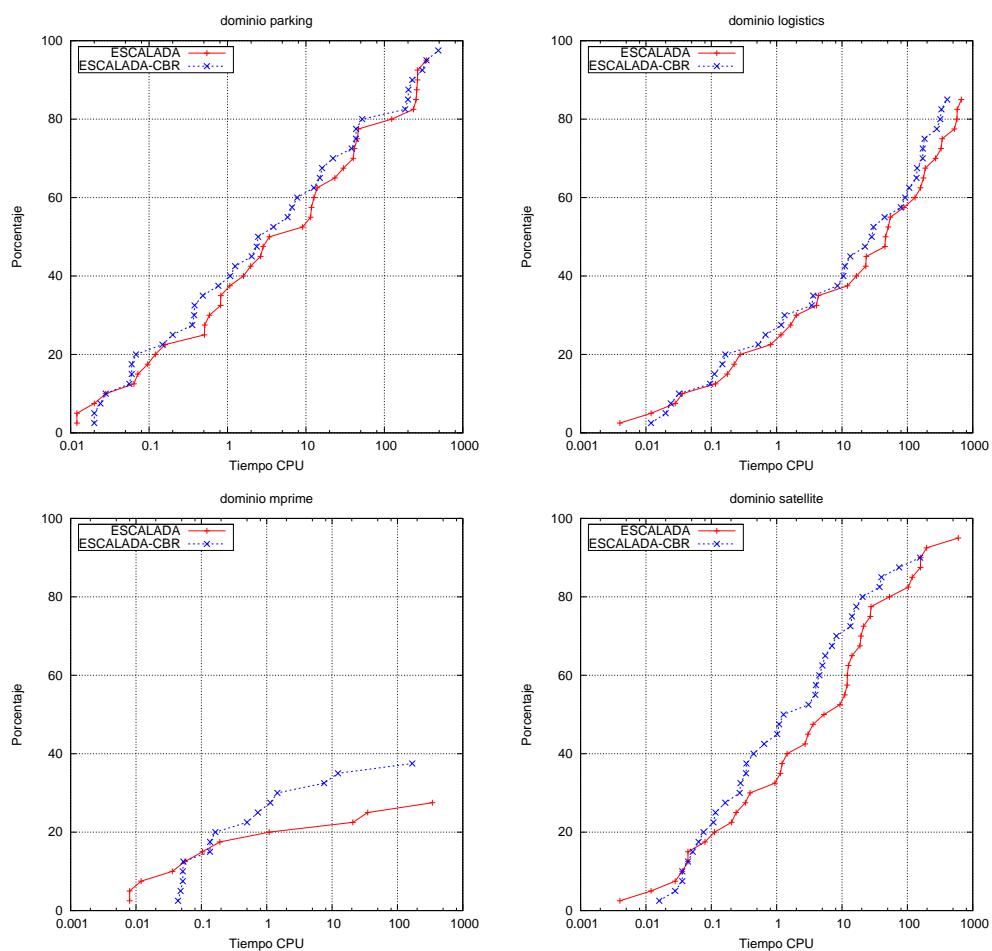 dominio parking
100
ESCALADA
ESCALADA-CBR
80
60
Porcentaje
40
20
0
0.01 0.1 1 10 100 1000
Tiempo CPU
dominio logistics
100
ESCALADA
ESCALADA-CBR
80
60
Porcentaje
40
20
0
0.001 0.01 0.1 1 10 100 1000
Tiempo CPU
dominio mprime
100
ESCALADA
ESCALADA-CBR
80
60
Porcentaje
40
20
0
0.001 0.01 0.1 1 10 100 1000
Tiempo CPU
dominio satellite
100
ESCALADA
ESCALADA-CBR
80
60
Porcentaje
40
20
0
0.001 0.01 0.1 1 10 100 1000
Tiempo CPU